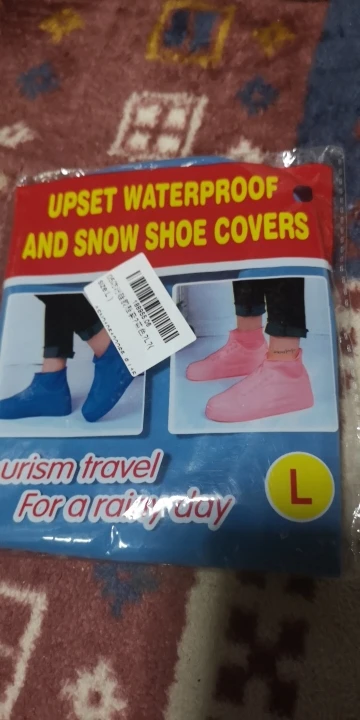 UPSET WATERPROOF
AND SNOW SHOE COVERS
urism travel
For a rainy day
L